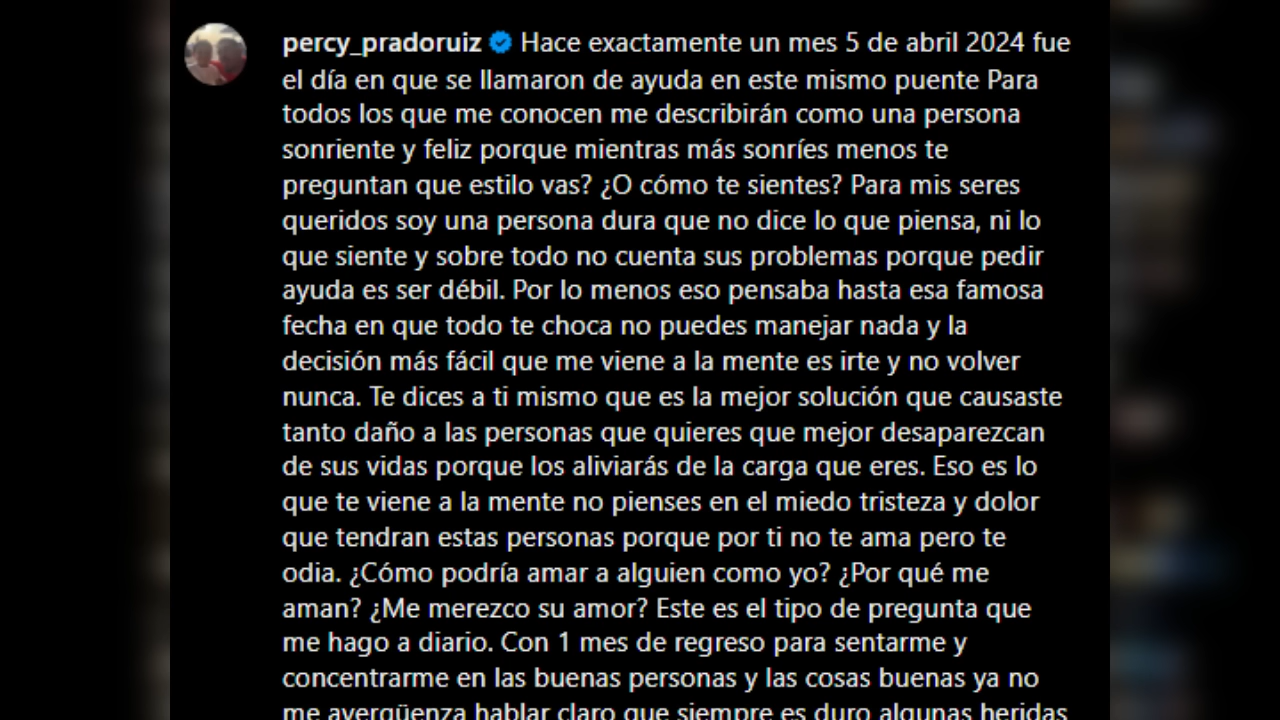 percy_pradoruiz Hace exactamente un mes 5 de abril 2024 fue
el día en que se llamaron de ayuda en este mismo puente Para
todos los que me conocen me describirán como una persona
sonriente y feliz porque mientras más sonríes menos te
preguntan que estilo vas? ¿O cómo te sientes? Para mis seres
queridos soy una persona dura que no dice lo que piensa, ni lo
que siente y sobre todo no cuenta sus problemas porque pedir
ayuda es ser débil. Por lo menos eso pensaba hasta esa famosa
fecha en que todo te choca no puedes manejar nada y la
decisión más fácil que me viene a la mente es irte y no volver
nunca. Te dices a ti mismo que es la mejor solución que causaste
tanto daño a las personas que quieres que mejor desaparezcan
de sus vidas porque los aliviarás de la carga que eres. Eso es lo
que te viene a la mente no pienses en el miedo tristeza y dolor
que tendran estas personas porque por ti no te ama pero te
odia. ¿Cómo podría amar a alguien como yo? ¿Por qué me
aman? ¿Me merezco su amor? Este es el tipo de pregunta que
me hago a diario. Con 1 mes de regreso para sentarme y
concentrarme en las buenas personas y las cosas buenas ya no
me avergüenza hablar claro que siempre es duro algunas heridas